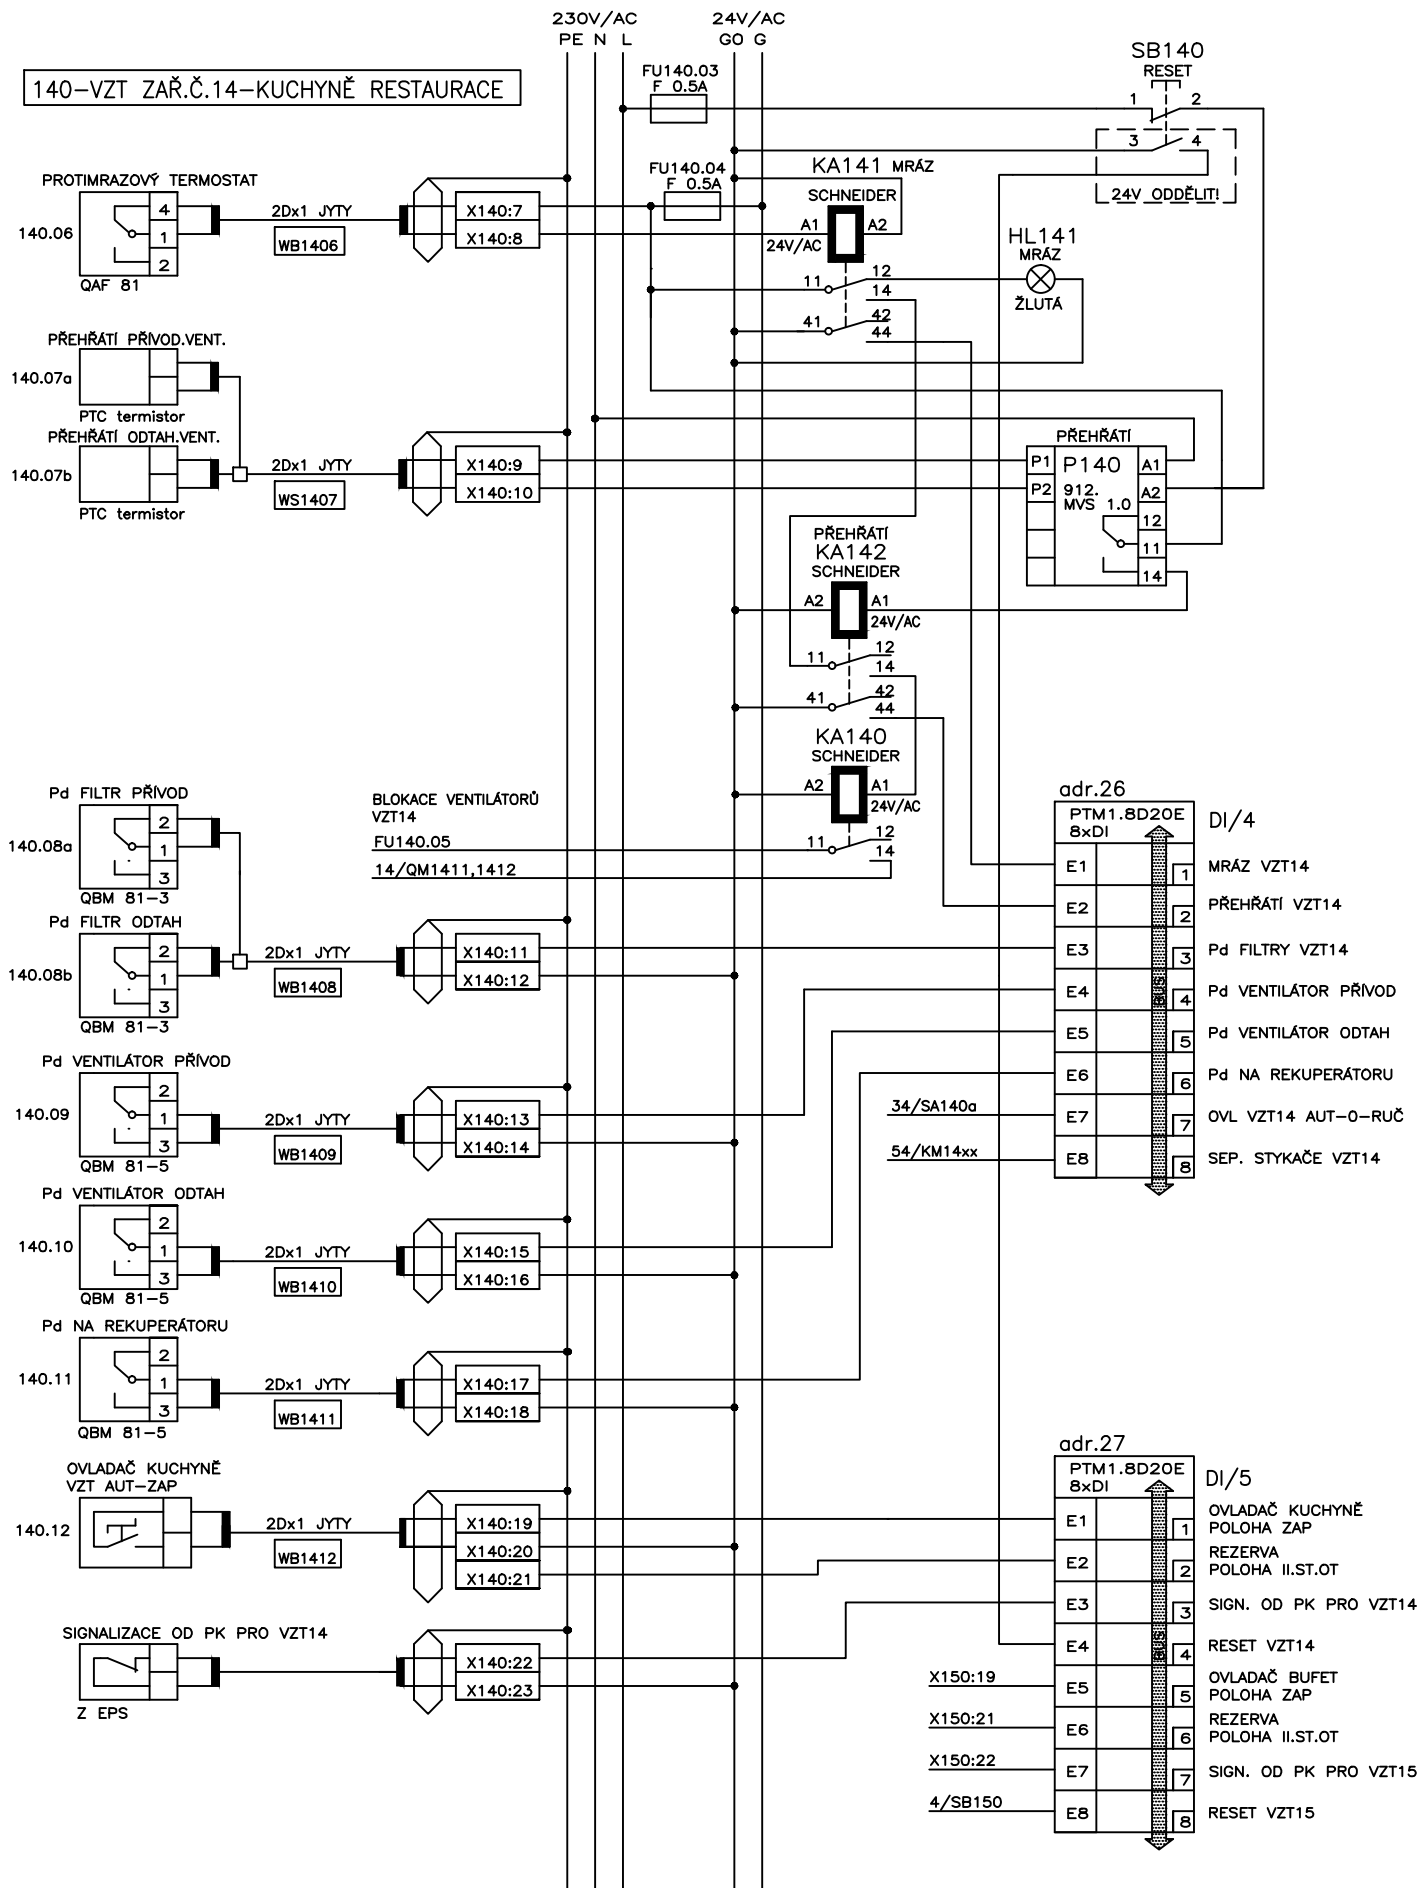 230V/AC
PE N L
24V/AC
G0 G
140-VZT ZAŘ.Č.14-KUCHYNĚ RESTAURACE
FU140.03
F 0.5A
SB140
RESET
1
2
3
4
24V ODDĚLIT!
FU140.04
F 0.5A
KA141 MRÁZ
SCHNEIDER
A1
A2
24V/AC
PROTIMRAZOVÝ TERMOSTAT
140.06
4
1
2
QAF 81
2Dx1 JYTY
WB1406
X140:7
X140:8
HL141
MRÁZ
ŽLUTÁ
11
12
14
41
42
44
PŘEHŘÁTÍ PŘÍVOD.VENT.
140.07a
PTC termistor
PŘEHŘÁTÍ ODTAH.VENT.
140.07b
PTC termistor
2Dx1 JYTY
WS1407
X140:9
X140:10
PŘEHŘÁTÍ
P1
P2
P140
912.
MVS 1.0
A1
A2
12
11
14
PŘEHŘÁTÍ
KA142
SCHNEIDER
A2
A1
24V/AC
11
12
14
41
42
44
KA140
SCHNEIDER
A2
A1
24V/AC
11
12
14
BLOKACE VENTILÁTORŮ
VZT14
FU140.05
14/QM1411,1412
Pd FILTR PŘÍVOD
140.08a
2
1
3
QBM 81-3
Pd FILTR ODTAH
140.08b
2
1
3
QBM 81-3
2Dx1 JYTY
WB1408
X140:11
X140:12
Pd VENTILÁTOR PŘÍVOD
140.09
2
1
3
QBM 81-5
2Dx1 JYTY
WB1409
X140:13
X140:14
Pd VENTILÁTOR ODTAH
140.10
2
1
3
QBM 81-5
2Dx1 JYTY
WB1410
X140:15
X140:16
Pd NA REKUPERÁTORU
140.11
2
1
3
QBM 81-5
2Dx1 JYTY
WB1411
X140:17
X140:18
OVLADAČ KUCHYNĚ
VZT AUT-ZAP
140.12
2Dx1 JYTY
WB1412
X140:19
X140:20
X140:21
SIGNALIZACE OD PK PRO VZT14
Z EPS
X140:22
X140:23
adr.26
PTM1.8D20E
8xDI
DI/4
BUS
E1
1
MRÁZ VZT14
E2
2
PŘEHŘÁTÍ VZT14
E3
3
Pd FILTRY VZT14
E4
4
Pd VENTILÁTOR PŘÍVOD
E5
5
Pd VENTILÁTOR ODTAH
E6
6
Pd NA REKUPERÁTORU
34/SA140a
E7
7
OVL VZT14 AUT-0-RUČ
54/KM14xx
E8
8
SEP. STYKAČE VZT14
adr.27
PTM1.8D20E
8xDI
DI/5
BUS
E1
1
OVLADAČ KUCHYNĚ
POLOHA ZAP
E2
2
REZERVA
POLOHA II.ST.OT
E3
3
SIGN. OD PK PRO VZT14
E4
4
RESET VZT14
X150:19
E5
5
OVLADAČ BUFET
POLOHA ZAP
X150:21
E6
6
REZERVA
POLOHA II.ST.OT
X150:22
E7
7
SIGN. OD PK PRO VZT15
4/SB150
E8
8
RESET VZT15